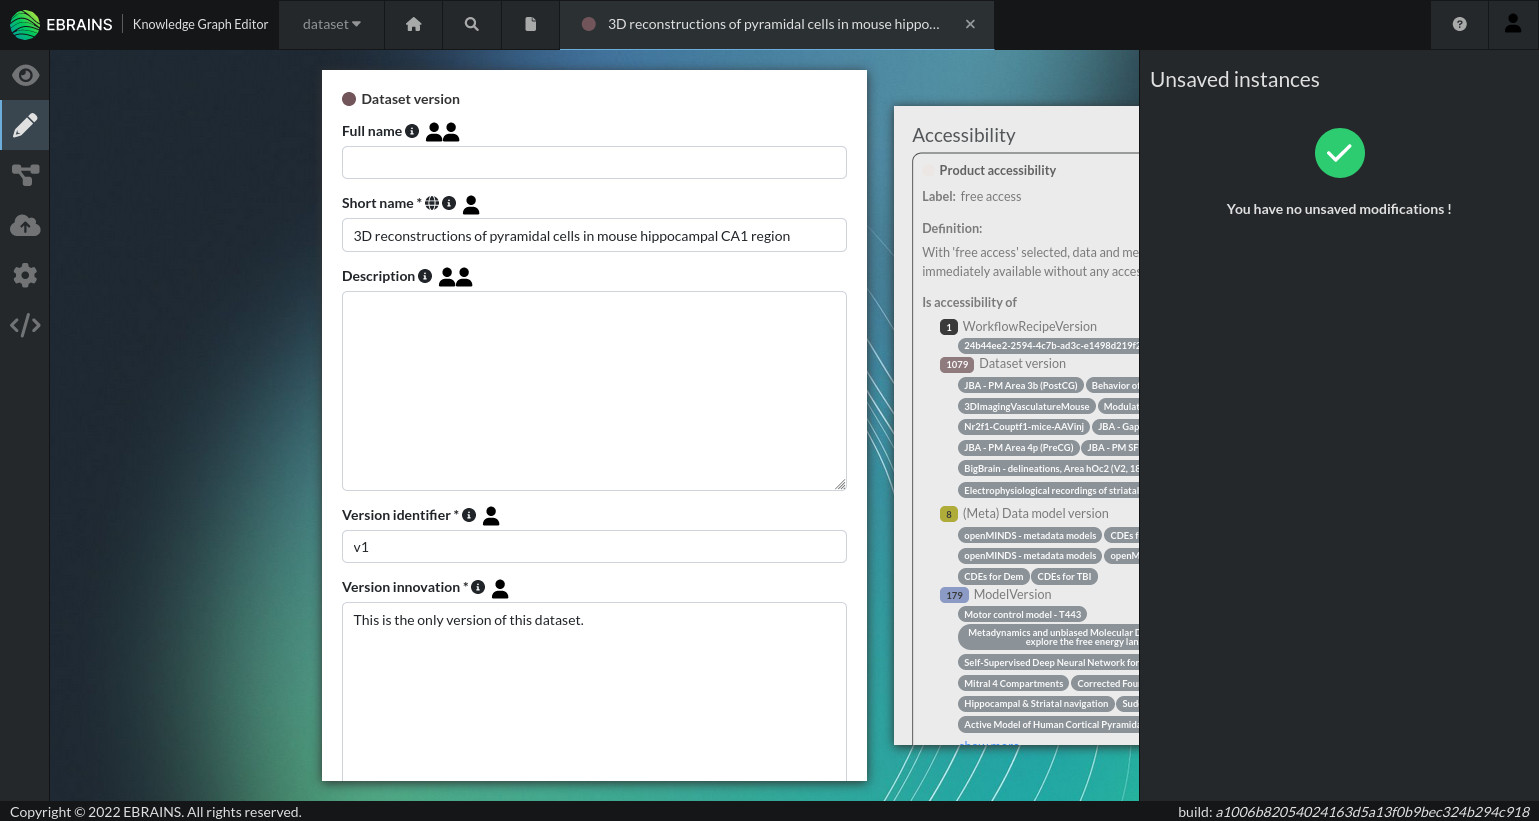 EBRAINS
Knowledge Graph Editor
dataset
3D reconstructions of pyramidal cells in mouse hippo...
Dataset version
Full name
Short name *
3D reconstructions of pyramidal cells in mouse hippocampal CA1 region
Description
Version identifier *
v1
Version innovation *
This is the only version of this dataset.
Accessibility
Product accessibility
Label: free access
Definition:
With 'free access' selected, data and me
immediately available without any acces
Is accessibility of
1 WorkflowRecipeVersion
24b44ee2-2594-4c7b-ad3c-e1498d219f2
1079 Dataset version
JBA - PM Area 3b (PostCG) Behavior of
3DImagingVasculatureMouse Modulat
Nr2f1-Couptf1-mice-AAVinj JBA - Gap
JBA - PM Area 4p (PreCG) JBA - PM SF
BigBrain - delineations, Area hOc2 (V2, 18
Electrophysiological recordings of striatal
8 (Meta) Data model version
openMINDS - metadata models CDEs f
openMINDS - metadata models openM
CDEs for Dem CDEs for TBI
179 ModelVersion
Motor control model - T443
Metadynamics and unbiased Molecular D
explore the free energy lan
Self-Supervised Deep Neural Network for
Mitral 4 Compartments Corrected Fou
Hippocampal & Striatal navigation Sud
Active Model of Human Cortical Pyramida
show more
Unsaved instances
You have no unsaved modifications !
Copyright © 2022 EBRAINS. All rights reserved.
build: a1006b82054024163d5a13f0b9bec324b294c918